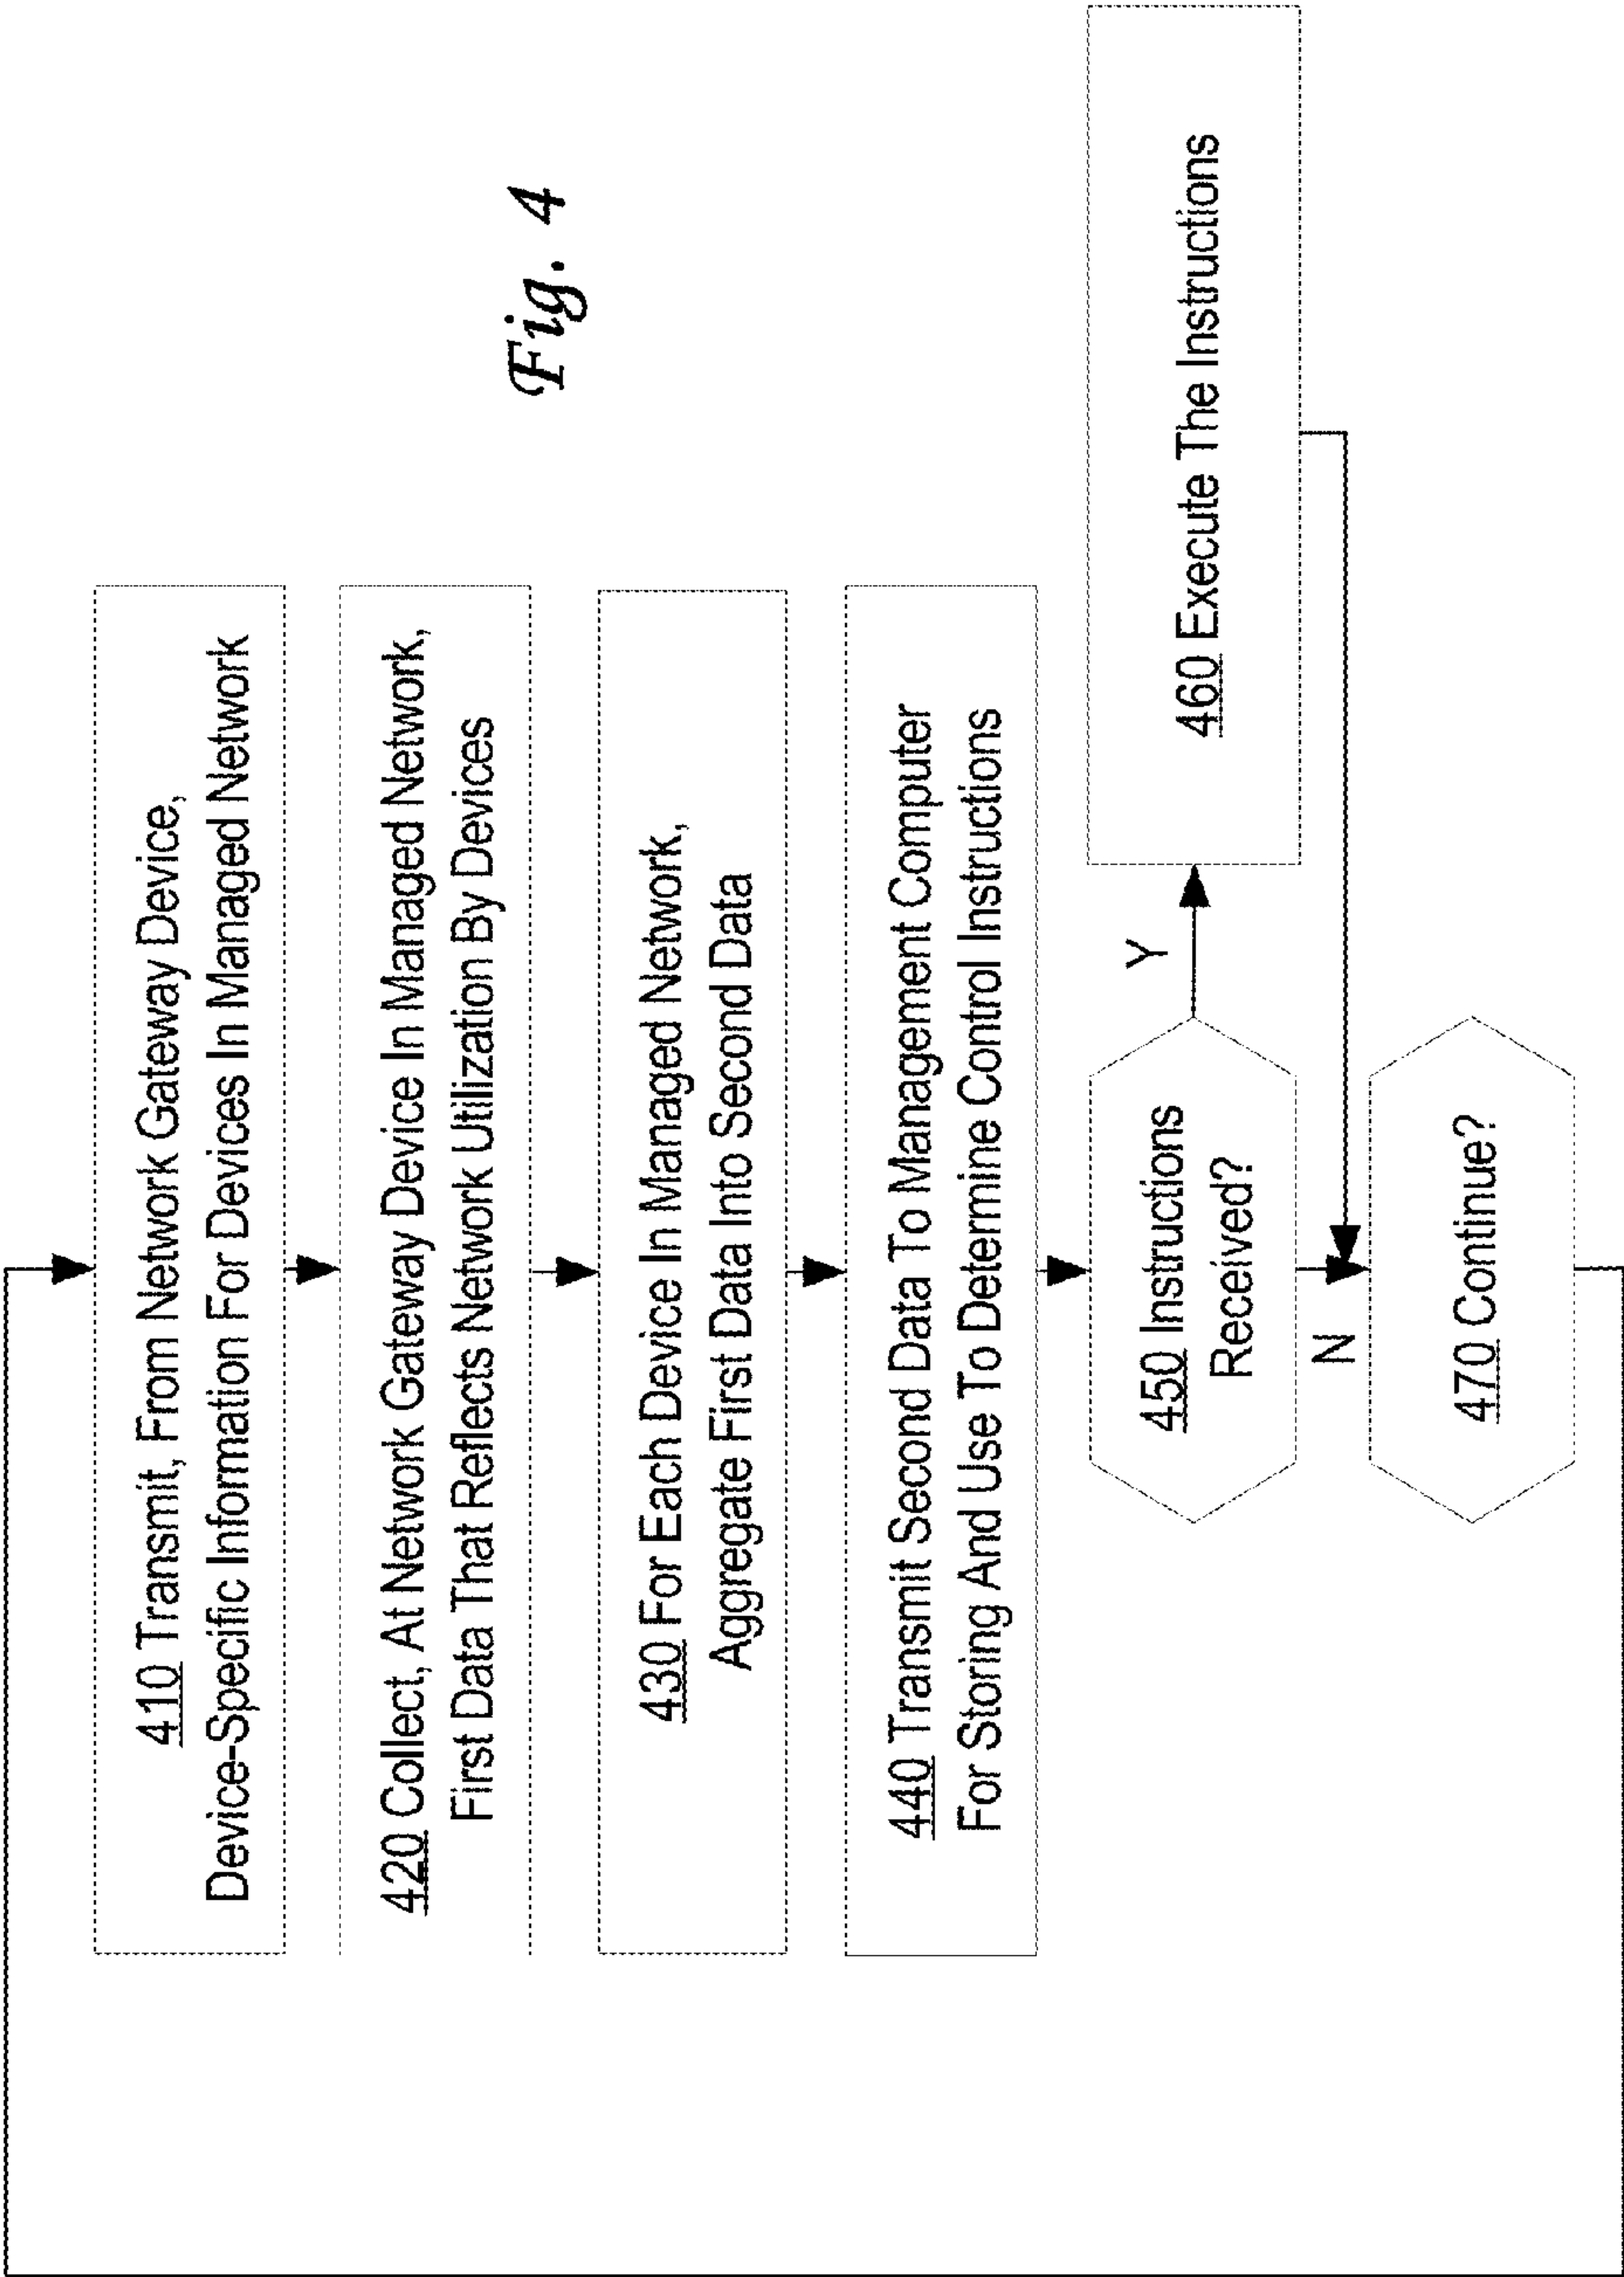 410 Transmit, From Network Gateway Device,
Device-Specific Information For Devices In Managed Network
420 Collect, At Network Gateway Device In Managed Network,
First Data That Reflects Network Utilization By Devices
430 For Each Device In Managed Network,
Aggregate First Data Into Second Data
440 Transmit Second Data To Management Computer
For Storing And Use To Determine Control Instructions
450 Instructions
Received?
Y
460 Execute The Instructions
N
470 Continue?
Fig. 4